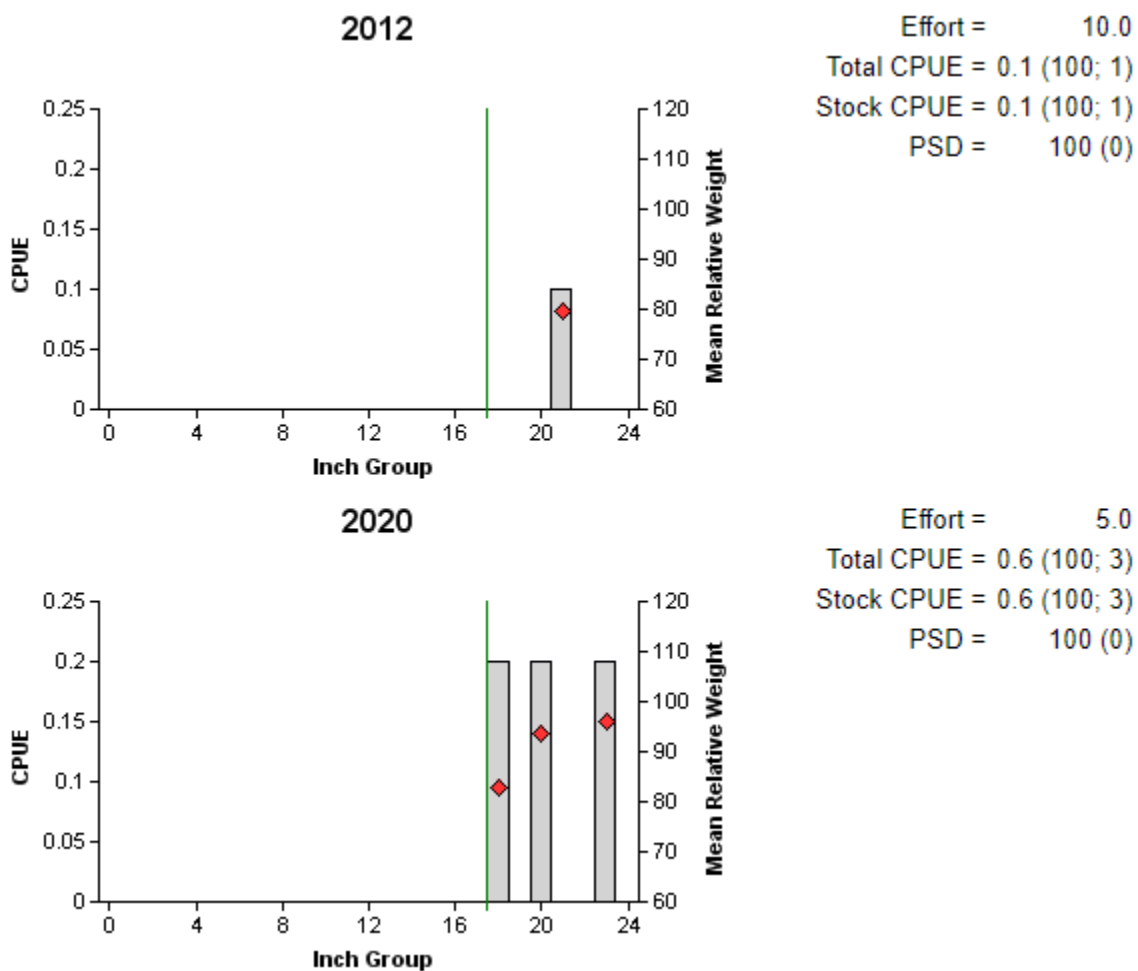 2012
Effort = 10.0
Total CPUE = 0.1 (100; 1)
Stock CPUE = 0.1 (100; 1)
PSD = 100 (0)
CPUE
0.25
0.2
0.15
0.1
0.05
0
120
110
100
90
80
70
60
Mean Relative Weight
0 4 8 12 16 20 24
Inch Group
2020
Effort = 5.0
Total CPUE = 0.6 (100; 3)
Stock CPUE = 0.6 (100; 3)
PSD = 100 (0)
CPUE
0.25
0.2
0.15
0.1
0.05
0
120
110
100
90
80
70
60
Mean Relative Weight
0 4 8 12 16 20 24
Inch Group